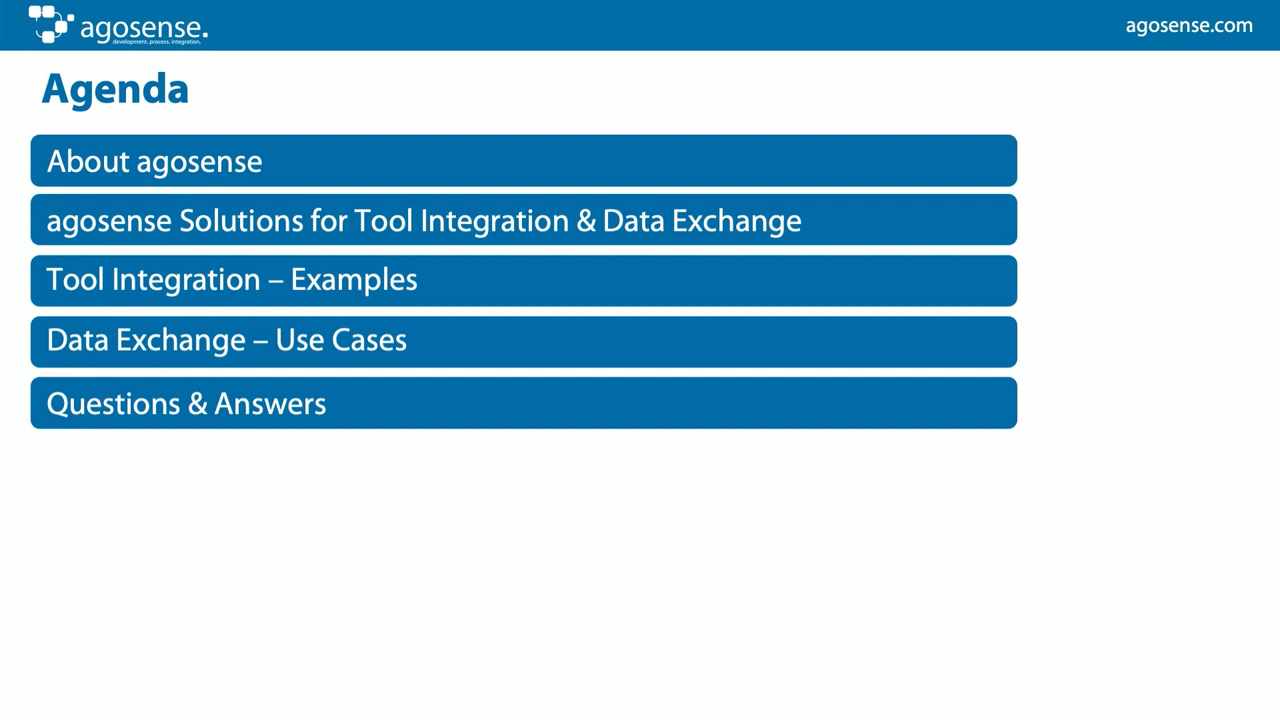 agosense.
development. process. integration.
agosense.com
Agenda
About agosense
agosense Solutions for Tool Integration & Data Exchange
Tool Integration – Examples
Data Exchange – Use Cases
Questions & Answers